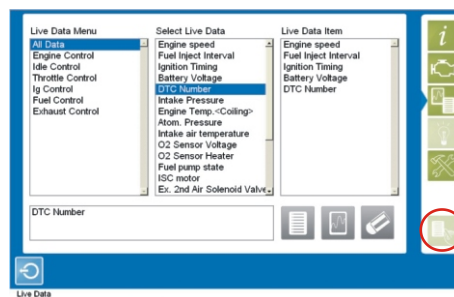 Live Data Menu
All Data
Engine Control
Idle Control
Throttle Control
Ig Control
Fuel Control
Exhaust Control
Select Live Data
Engine speed
Fuel Inject Interval
Ignition Timing
Battery Voltage
DTC Number
Intake Pressure
Engine Temp.<Coiling>
Atom. Pressure
Intake air temperature
O2 Sensor Voltage
O2 Sensor Heater
Fuel pump state
ISC motor
Ex. 2nd Air Solenoid Valve
Live Data Item
Engine speed
Fuel Inject Interval
Ignition Timing
Battery Voltage
DTC Number
DTC Number
i
Live Data